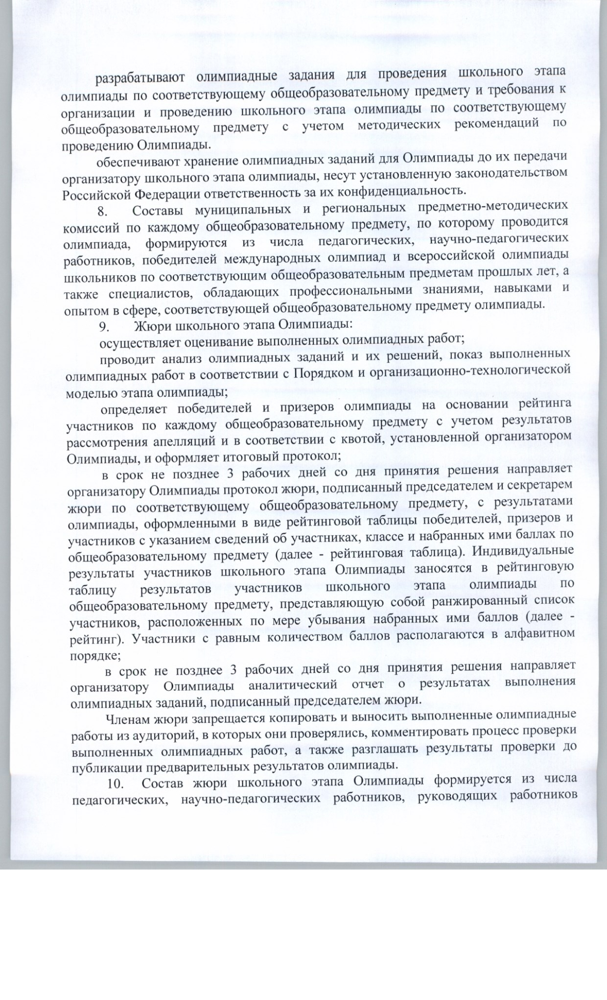 разрабатывают олимпиадные задания для проведения школьного этапа
олимпиады по соответствующему общеобразовательному предмету и требования к
организации и проведению школьного этапа олимпиады по соответствующему
общеобразовательному предмету с учетом методических рекомендаций по
проведению Олимпиады.
обеспечивают хранение олимпиадных заданий для Олимпиады до их передачи
организатору школьного этапа олимпиады, несут установленную законодательством
Российской Федерации ответственность за их конфиденциальность.
8. Составы муниципальных и региональных предметно-методических
комиссий по каждому общеобразовательному предмету, по которому проводится
олимпиада, формируются из числа педагогических, научно-педагогических
работников, победителей международных олимпиад и всероссийской олимпиады
школьников по соответствующим общеобразовательным предметам прошлых лет, а
также специалистов, обладающих профессиональными знаниями, навыками и
опытом в сфере, соответствующей общеобразовательному предмету олимпиады.
9. Жюри школьного этапа Олимпиады:
осуществляет оценивание выполненных олимпиадных работ;
проводит анализ олимпиадных заданий и их решений, показ выполненных
олимпиадных работ в соответствии с Порядком и организационно-технологической
моделью этапа олимпиады;
определяет победителей и призеров олимпиады на основании рейтинга
участников по каждому общеобразовательному предмету с учетом результатов
рассмотрения апелляций и в соответствии с квотой, установленной организатором
Олимпиады, и оформляет итоговый протокол;
в срок не позднее 3 рабочих дней со дня принятия решения направляет
организатору Олимпиады протокол жюри, подписанный председателем и секретарем
жюри по соответствующему общеобразовательному предмету, с результатами
олимпиады, оформленными в виде рейтинговой таблицы победителей, призеров и
участников с указанием сведений об участниках, классе и набранных ими баллах по
общеобразовательному предмету (далее - рейтинговая таблица). Индивидуальные
результаты участников школьного этапа Олимпиады заносятся в рейтинговую
таблицу результатов участников школьного этапа олимпиады по
общеобразовательному предмету, представляющую собой ранжированный список
участников, расположенных по мере убывания набранных ими баллов (далее -
рейтинг). Участники с равным количеством баллов располагаются в алфавитном
порядке;
в срок не позднее 3 рабочих дней со дня принятия решения направляет
организатору Олимпиады аналитический отчет о результатах выполнения
олимпиадных заданий, подписанный председателем жюри.
Членам жюри запрещается копировать и выносить выполненные олимпиадные
работы из аудиторий, в которых они проверялись, комментировать процесс проверки
выполненных олимпиадных работ, а также разглашать результаты проверки до
публикации предварительных результатов олимпиады.
10. Состав жюри школьного этапа Олимпиады формируется из числа
педагогических, научно-педагогических работников, руководящих работников